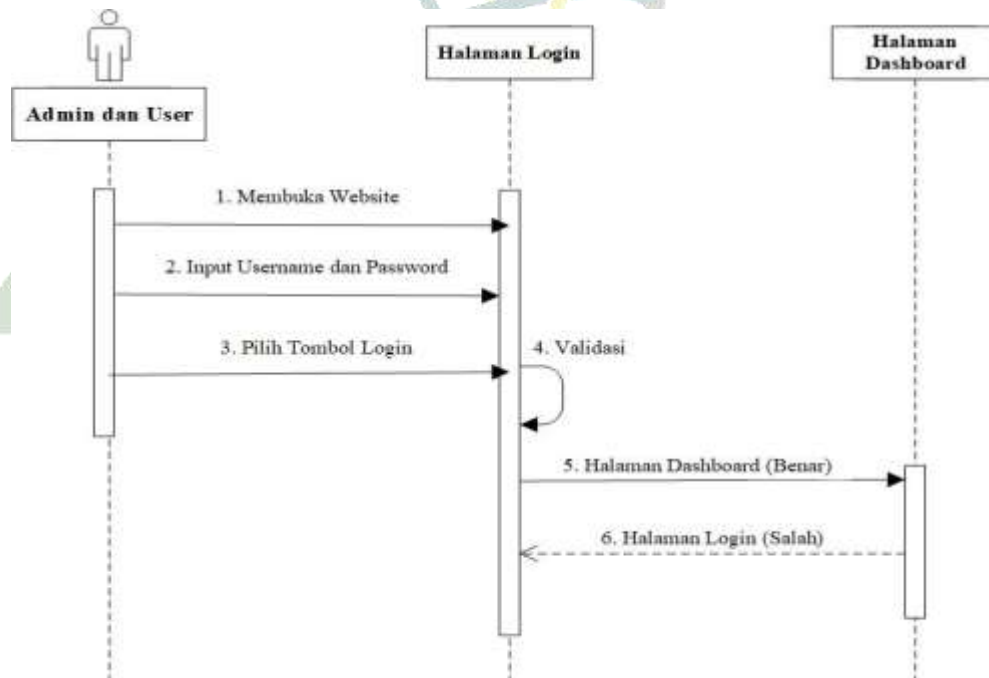 Admin dan User
Halaman Login
Halaman
Dashboard
1. Membuka Website
2. Input Username dan Password
3. Pilih Tombol Login
4. Validasi
5. Halaman Dashboard (Benar)
6. Halaman Login (Salah)